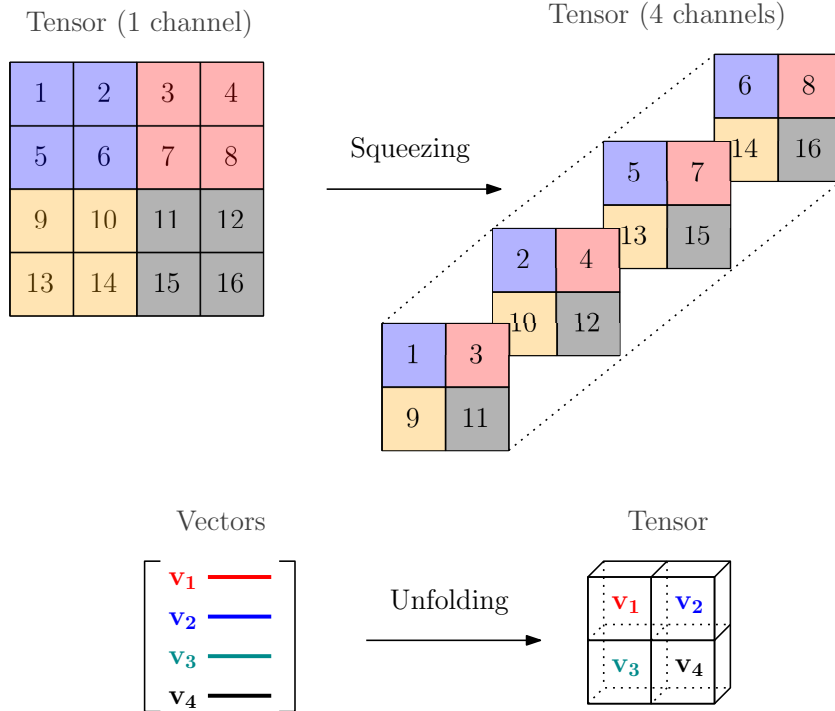 Tensor (1 channel)
Tensor (4 channels)
1 2 3 4
5 6 7 8
9 10 11 12
13 14 15 16
Squeezing
6 8
14 16
5 7
13 15
2 4
10 12
1 3
9 11
Vectors
Tensor
v1
v2
v3
v4
Unfolding
v1 v2
v3 v4